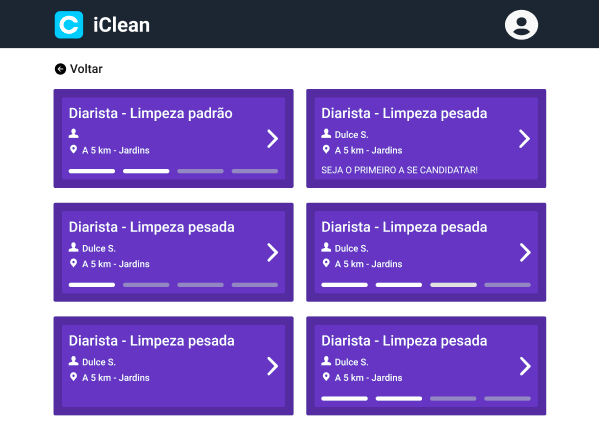 iClean
Voltar
Diarista - Limpeza padrão
A 5 km - Jardins
Diarista - Limpeza pesada
Dulce S.
A 5 km - Jardins
SEJA O PRIMEIRO A SE CANDIDATAR!
Diarista - Limpeza pesada
Dulce S.
A 5 km - Jardins
Diarista - Limpeza pesada
Dulce S.
A 5 km - Jardins
Diarista - Limpeza pesada
Dulce S.
A 5 km - Jardins
Diarista - Limpeza pesada
Dulce S.
A 5 km - Jardins